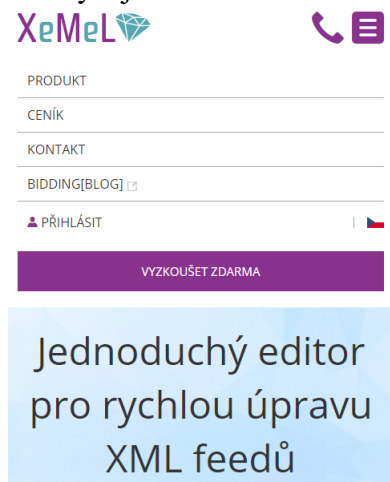 XeMeL
PRODUKT
CENÍK
KONTAKT
BIDDING[BLOG]
PŘIHLÁSIT
VYZKOUŠET ZDARMA
Jednoduchý editor
pro rychlou úpravu
XML feedů